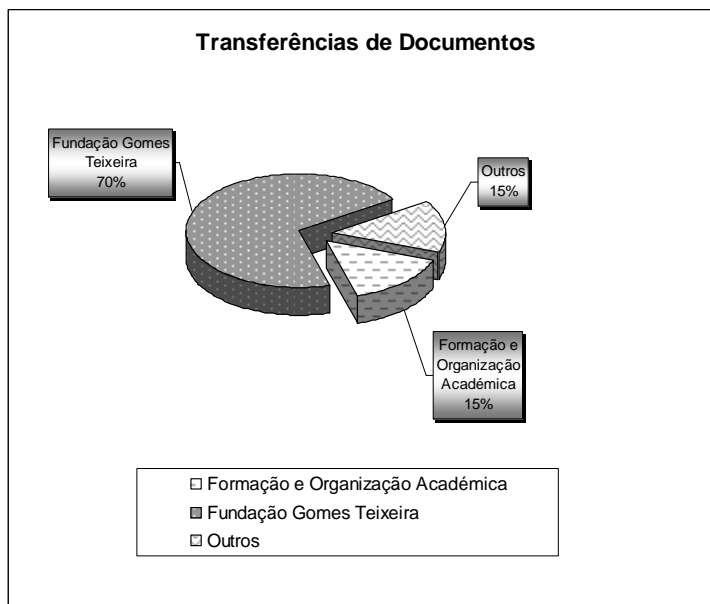 Transferências de Documentos
Fundação Gomes
Teixeira
70%
Outros
15%
Formação e
Organização
Académica
15%
Formação e Organização Académica
Fundação Gomes Teixeira
Outros